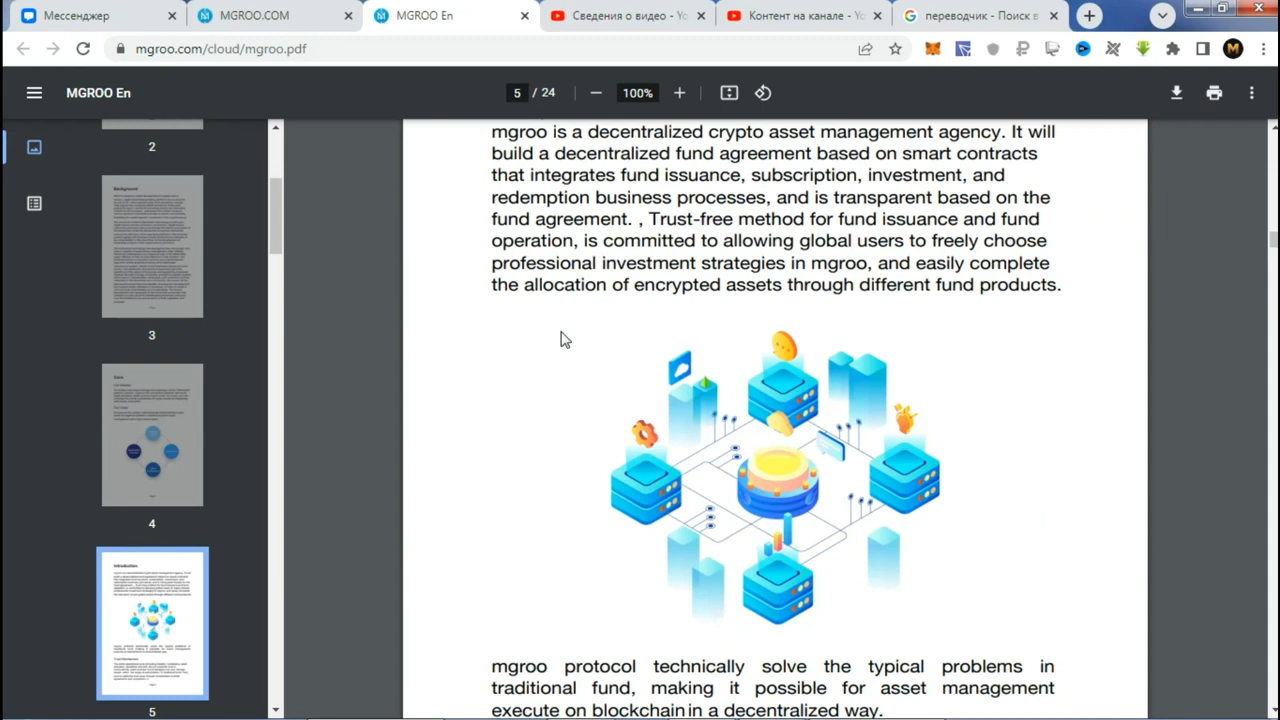 Мессенджер
MGROO.COM
MGROO En
Сведения о видео - Yo
Контент на канале - Yo
переводчик - Поиск в
mgroo.com/cloud/mgroo.pdf
MGROO En
5 / 24
100%
2
Background
3
4
Introduction
5
mgroo is a decentralized crypto asset management agency. It will
build a decentralized fund agreement based on smart contracts
that integrates fund issuance, subscription, investment, and
redemption business processes, and is transparent based on the
fund agreement. , Trust-free method for fund issuance and fund
operation, is committed to allowing global users to freely choose
professional investment strategies in mgroo, and easily complete
the allocation of encrypted assets through different fund products.
mgroo protocol technically solve the typical problems in
traditional fund, making it possible for asset management
execute on blockchain in a decentralized way.